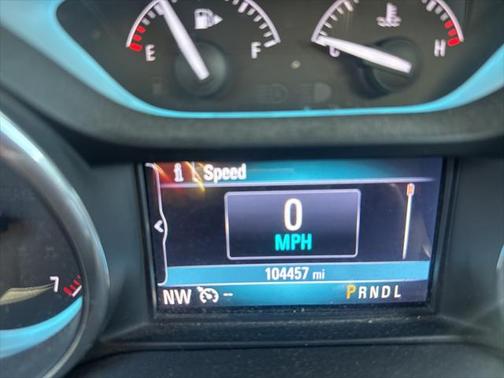 E F C H
Speed
0
MPH
104457 mi
NW -- PRNDL
7